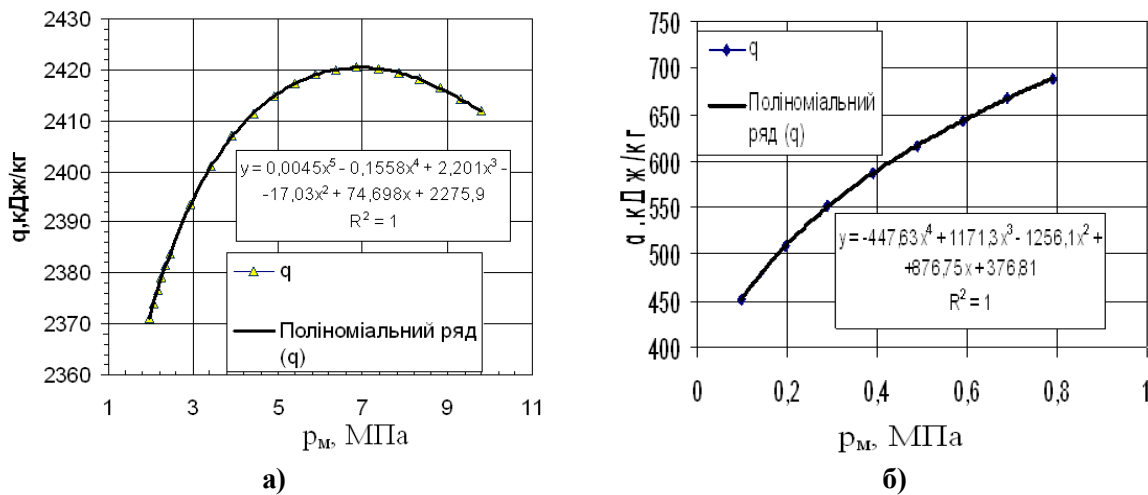 2430
2420
2410
2400
2390
2380
2370
2360
q,кДж/кг
y = 0,0045x⁵ - 0,1558x⁴ + 2,201x³ -
-17,03x² + 74,698x + 2275,9
R² = 1
q
Поліноміальний ряд
(q)
1 3 5 7 9 11
рм, МПа
а)
750
700
650
600
550
500
450
400
q ,кДж/кг
q
Поліноміальний
ряд (q)
y = -447,63x⁴ + 1171,3x³ - 1256,1x² +
+876,75x + 376,81
R² = 1
0 0,2 0,4 0,6 0,8 1
рм, МПа
б)